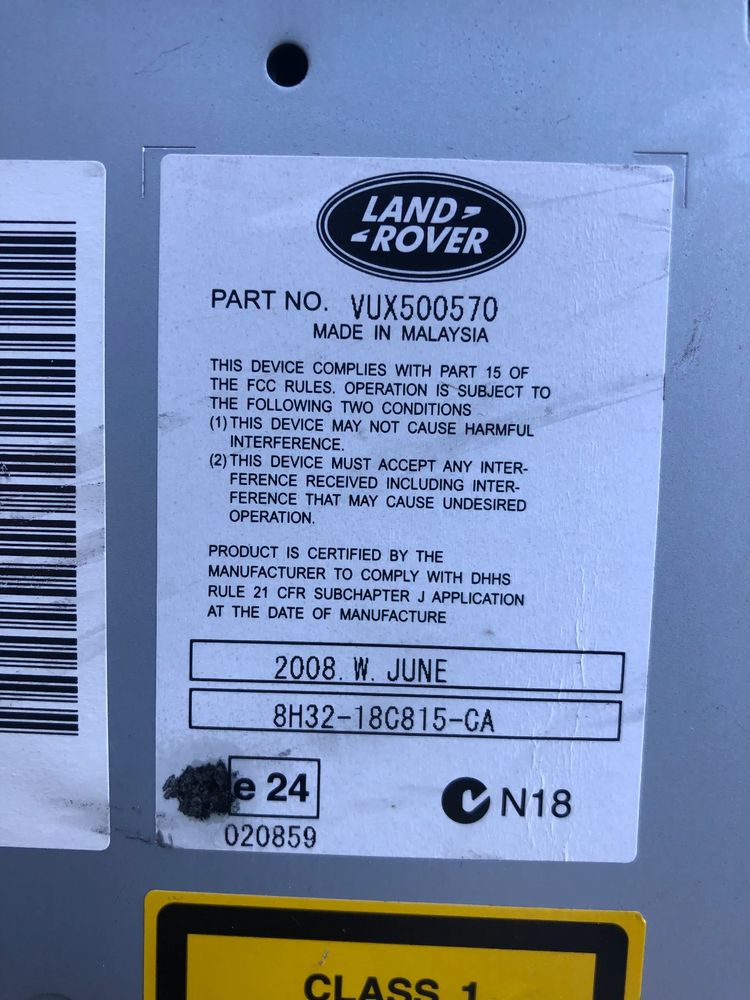 LAND
ROVER
PART NO. VUX500570
MADE IN MALAYSIA
THIS DEVICE COMPLIES WITH PART 15 OF
THE FCC RULES. OPERATION IS SUBJECT TO
THE FOLLOWING TWO CONDITIONS
(1) THIS DEVICE MAY NOT CAUSE HARMFUL
INTERFERENCE.
(2) THIS DEVICE MUST ACCEPT ANY INTER-
FERENCE RECEIVED INCLUDING INTER-
FERENCE THAT MAY CAUSE UNDESIRED
OPERATION.
PRODUCT IS CERTIFIED BY THE
MANUFACTURER TO COMPLY WITH DHHS
RULE 21 CFR SUBCHAPTER J APPLICATION
AT THE DATE OF MANUFACTURE
2008. W. JUNE
8H32-18C815-CA
e 24
020859
N18
CLASS 1